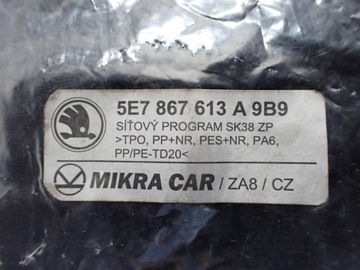 5E7 867 613 A 9B9
SÍŤOVÝ PROGRAM SK38 ZP
>TPO, PP+NR, PES+NR, PA6,
PP/PE-TD20<
MIKRA CAR / ZA8 / CZ